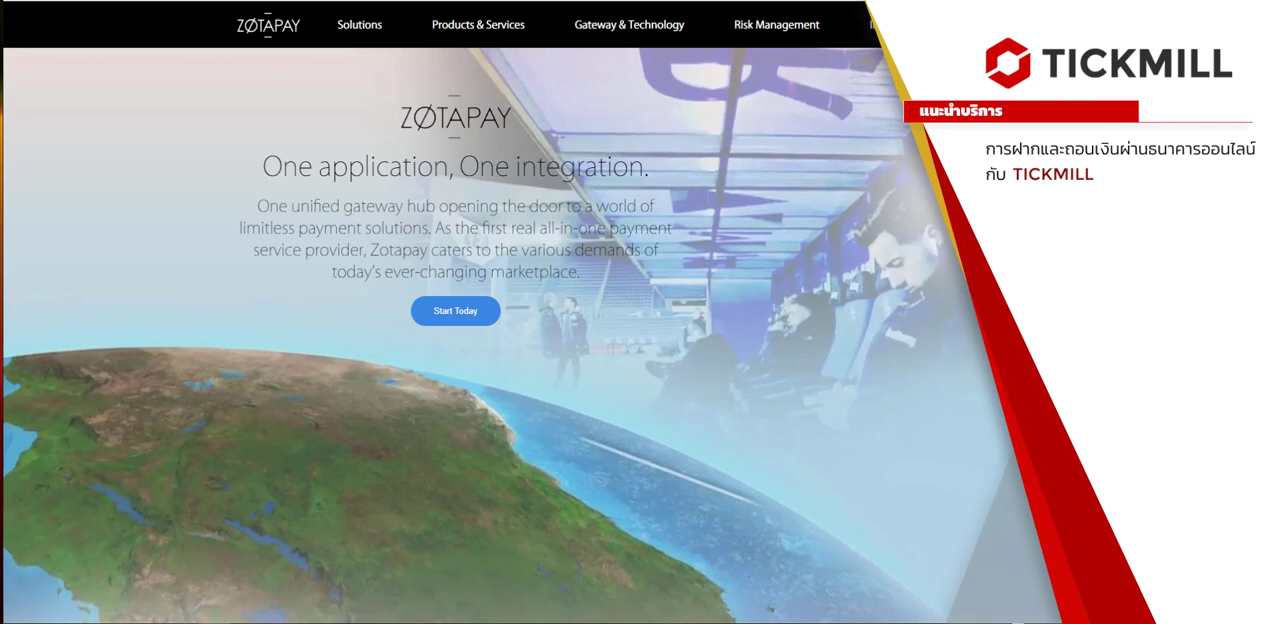 ZØTAPAY
Solutions
Products & Services
Gateway & Technology
Risk Management
ZØTAPAY
One application, One integration.
One unified gateway hub opening the door to a world of
limitless payment solutions. As the first real all-in-one payment
service provider, Zotapay caters to the various demands of
today's ever-changing marketplace.
Start Today
TICKMILL
แนะนำบริการ
การฝากและถอนเงินผ่านธนาคารออนไลน์
กับ TICKMILL